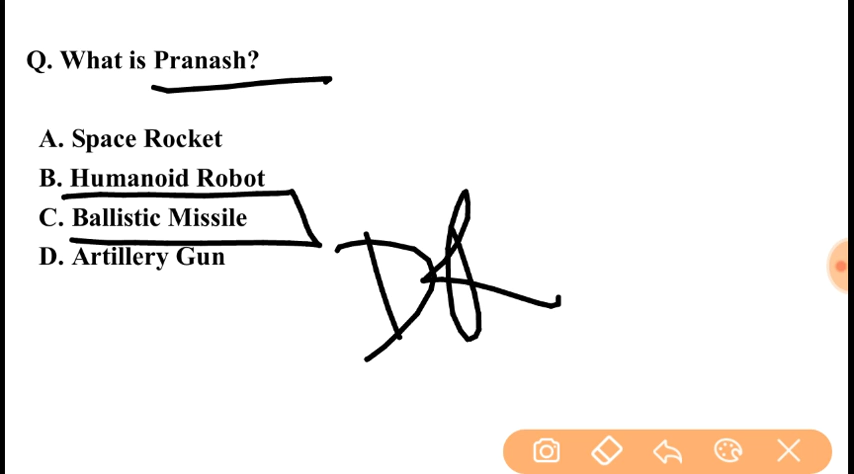 Q. What is Pranash?
A. Space Rocket
B. Humanoid Robot
C. Ballistic Missile
D. Artillery Gun